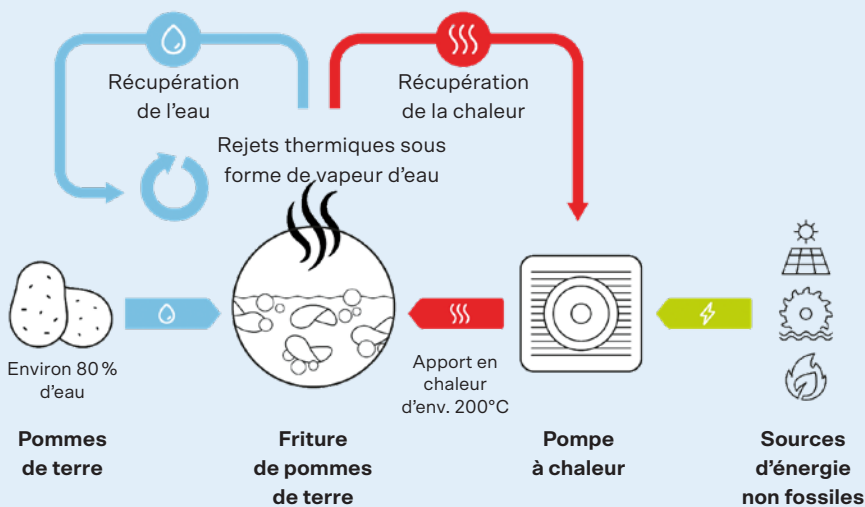 Récupération
de l'eau
Récupération
de la chaleur
Rejets thermiques sous
forme de vapeur d'eau
Environ 80 %
d'eau
Apport en
chaleur
d'env. 200°C
Pommes
de terre
Friture
de pommes
de terre
Pompe
à chaleur
Sources
d'énergie
non fossiles